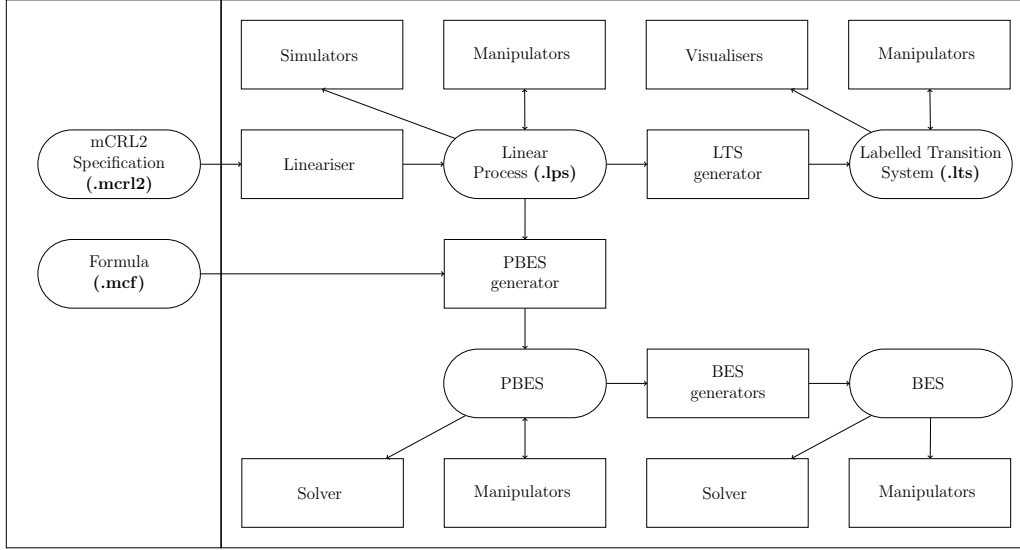 Simulators
Manipulators
Visualisers
Manipulators
mCRL2
Specification
(.mcrl2)
Lineariser
Linear
Process (.lps)
LTS
generator
Labelled Transition
System (.lts)
Formula
(.mcf)
PBES
generator
PBES
BES
generators
BES
Solver
Manipulators
Solver
Manipulators